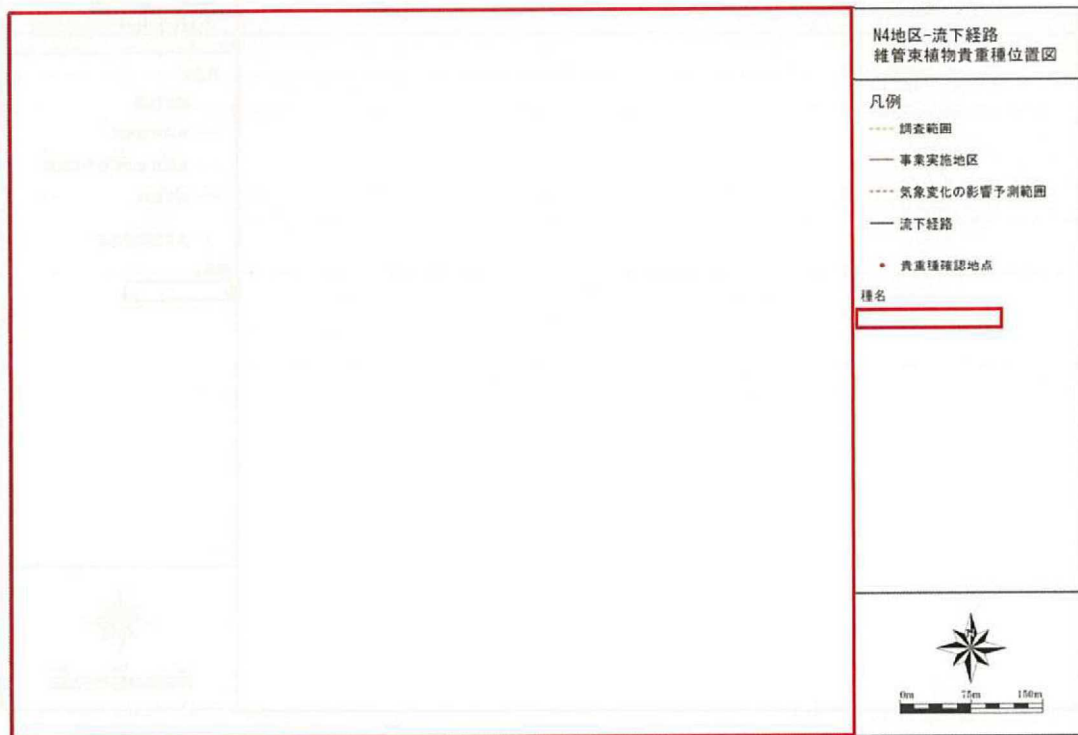 N4地区-流下経路
維管束植物貴重種位置図
凡例
調査範囲
事業実施地区
気象変化の影響予測範囲
流下経路
貴重種確認地点
種名
N
0m 75m 150m